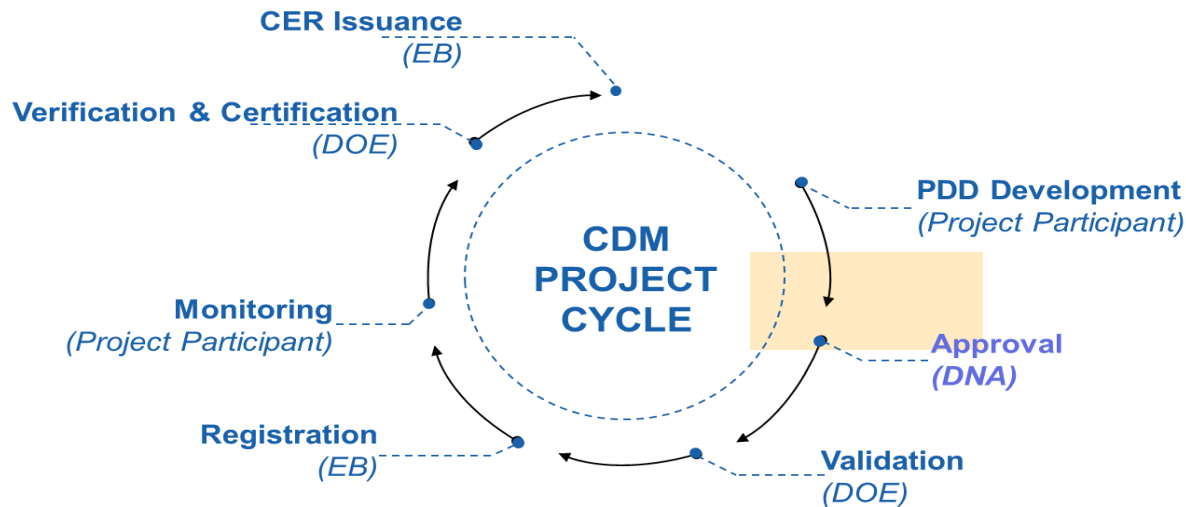 CER Issuance
(EB)
Verification & Certification
(DOE)
PDD Development
(Project Participant)
CDM
PROJECT
CYCLE
Monitoring
(Project Participant)
Approval
(DNA)
Registration
(EB)
Validation
(DOE)